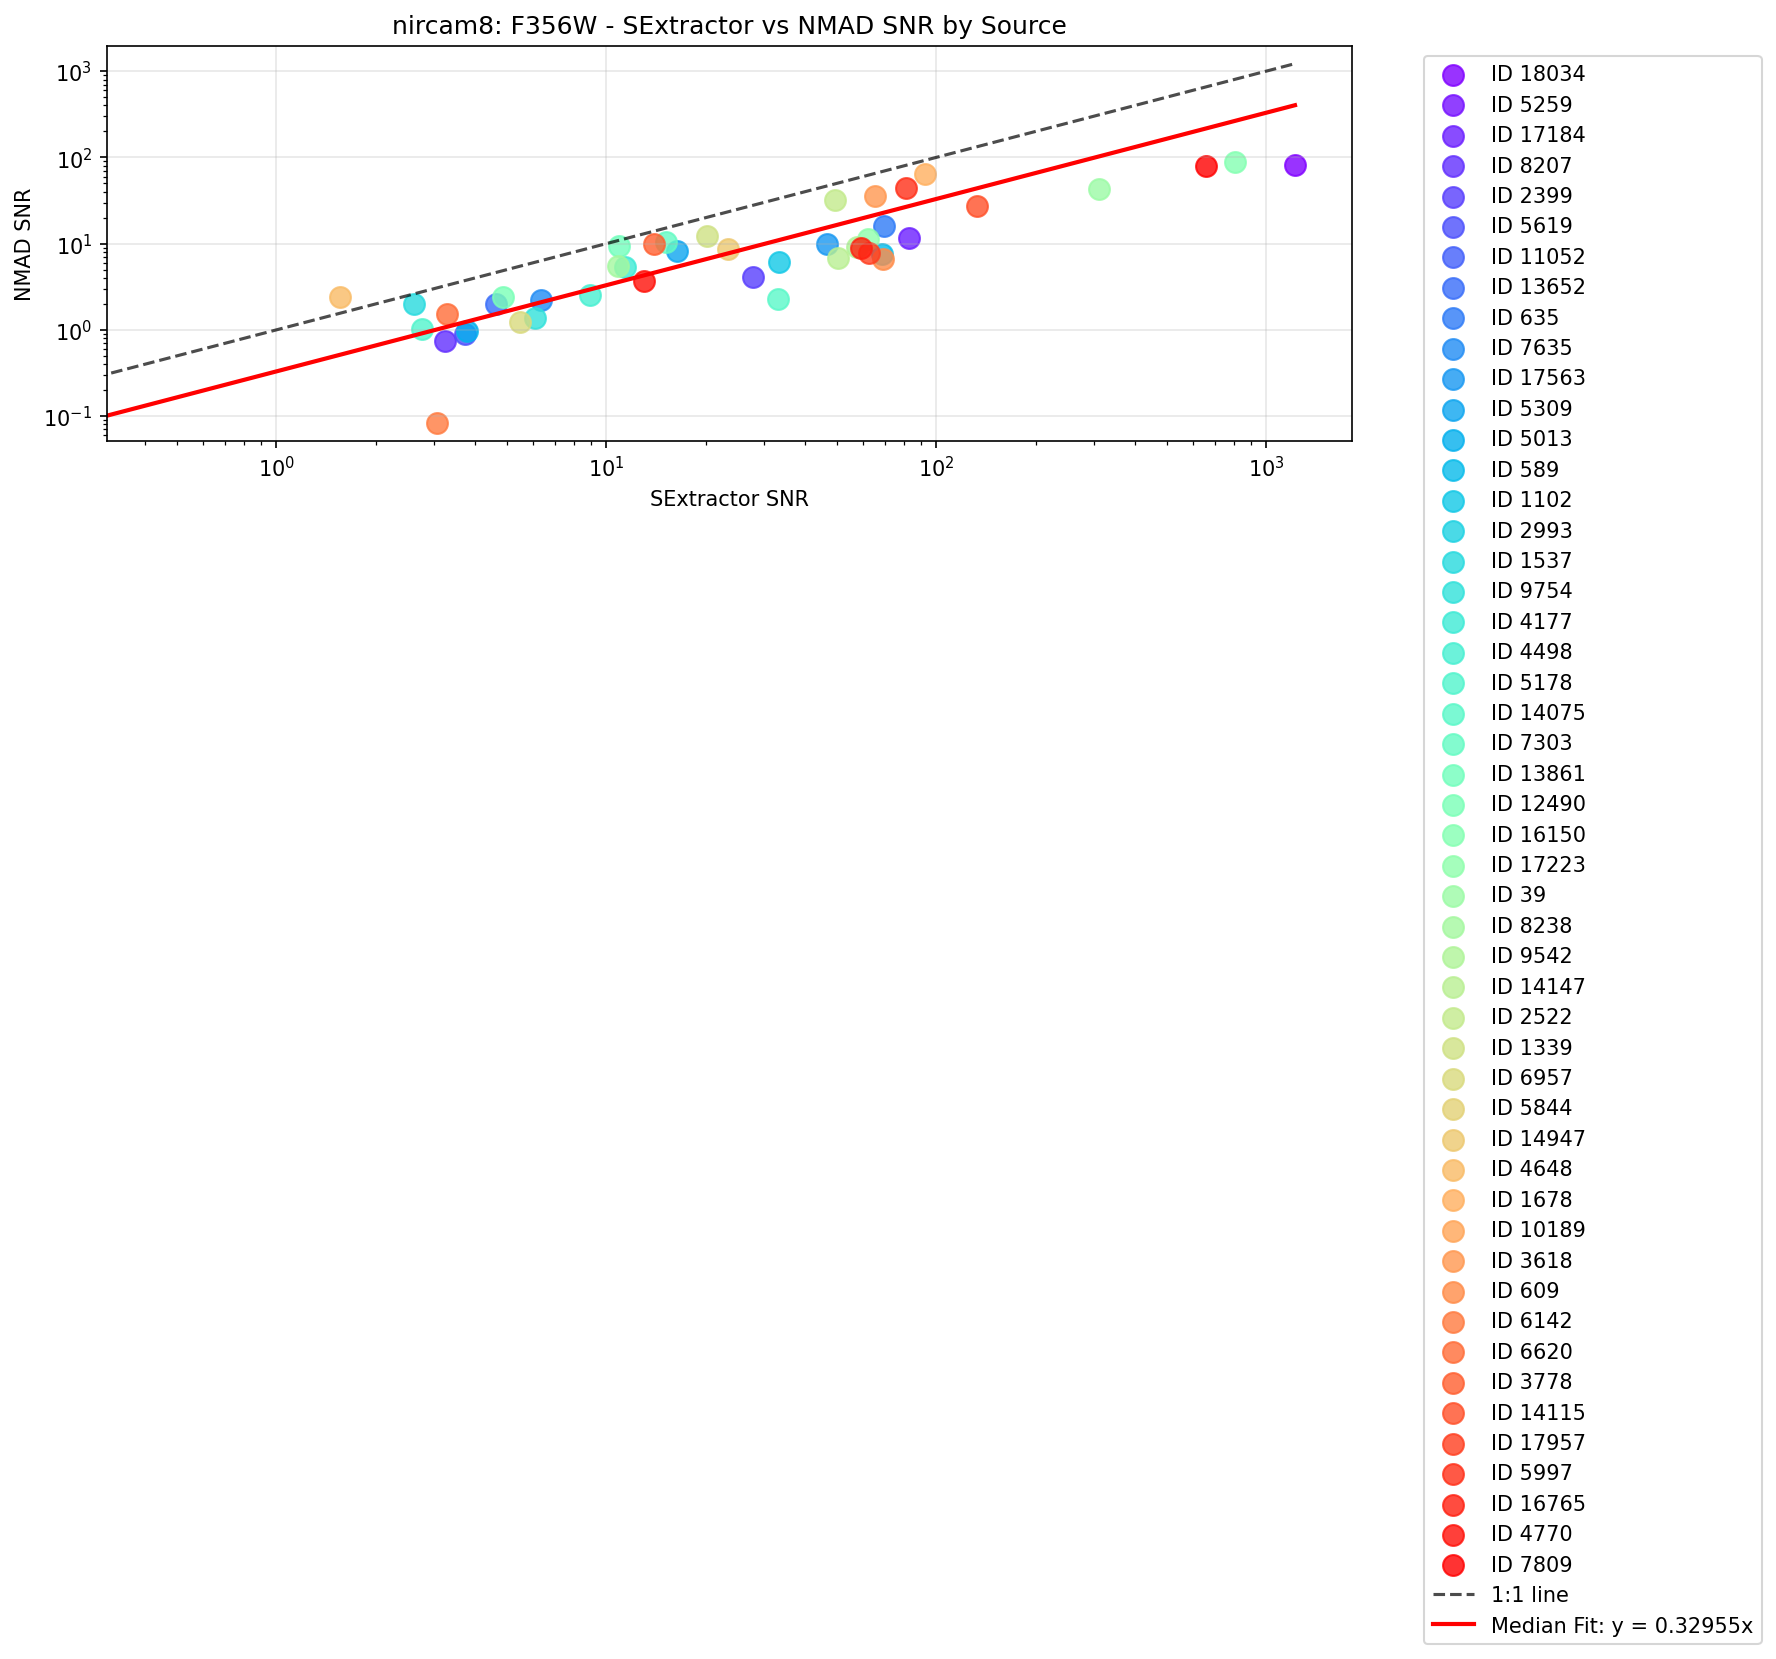 nircam8: F356W - SExtractor vs NMAD SNR by Source
NMAD SNR
10³
10²
10¹
10⁰
10⁻¹
10⁰
10¹
10²
10³
SExtractor SNR
ID 18034
ID 5259
ID 17184
ID 8207
ID 2399
ID 5619
ID 11052
ID 13652
ID 635
ID 7635
ID 17563
ID 5309
ID 5013
ID 589
ID 1102
ID 2993
ID 1537
ID 9754
ID 4177
ID 4498
ID 5178
ID 14075
ID 7303
ID 13861
ID 12490
ID 16150
ID 17223
ID 39
ID 8238
ID 9542
ID 14147
ID 2522
ID 1339
ID 6957
ID 5844
ID 14947
ID 4648
ID 1678
ID 10189
ID 3618
ID 609
ID 6142
ID 6620
ID 3778
ID 14115
ID 17957
ID 5997
ID 16765
ID 4770
ID 7809
1:1 line
Median Fit: y = 0.32955x